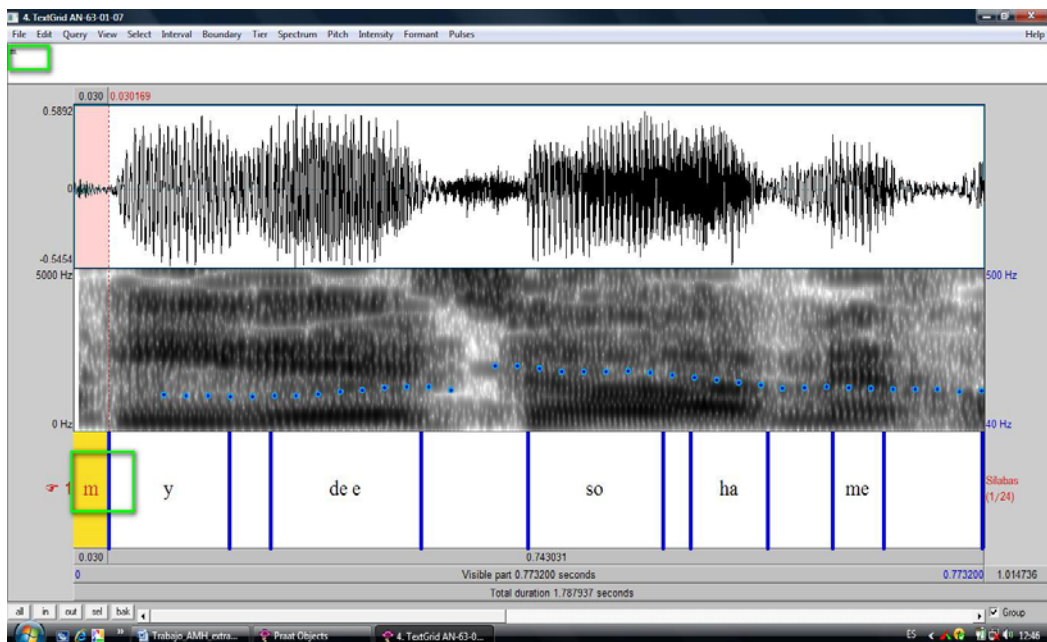 4. TextGrid AN-63-01-07
File Edit Query View Select Interval Boundary Tier Spectrum Pitch Intensity Formant Pulses Help
m
0.030 0.030169
0.5892
0
-0.5454
5000 Hz 500 Hz
0 Hz 40 Hz
☞ 1 m y de e so ha me Sílabas
(1/24)
0.030 0.743031
0 Visible part 0.773200 seconds 0.773200 1.014736
Total duration 1.787937 seconds
all in out sel bak Group
Trabajo_AMH_extra... Praat Objects 4. TextGrid AN-63-0... ES 12:46